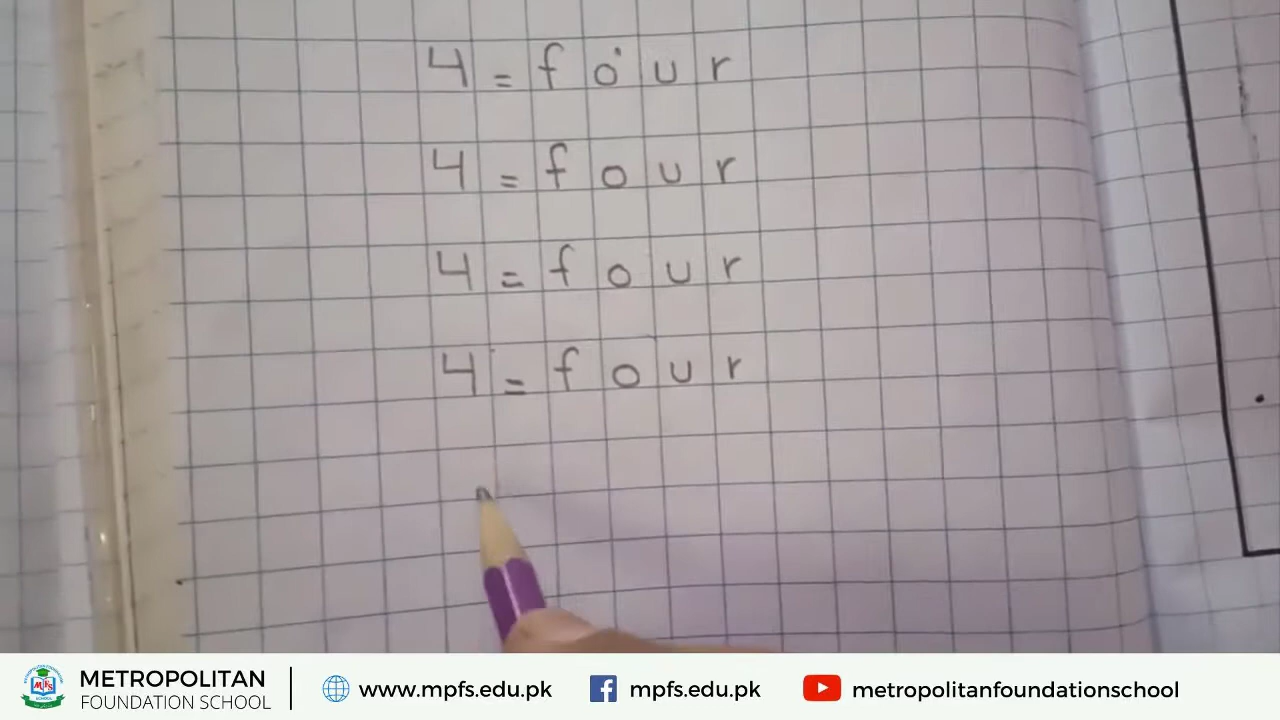 4 = four
4 = four
4 = four
4 = four
METROPOLITAN
FOUNDATION SCHOOL
www.mpfs.edu.pk
mpfs.edu.pk
metropolitanfoundationschool